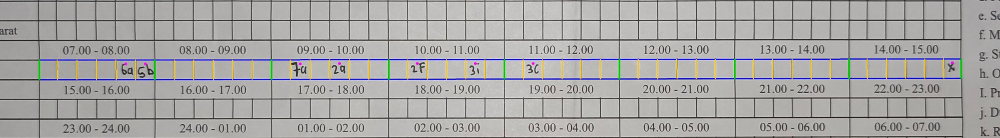 e. Se
arat
f. M
07.00 - 08.00 08.00 - 09.00 09.00 - 10.00 10.00 - 11.00 11.00 - 12.00 12.00 - 13.00 13.00 - 14.00 14.00 - 15.00
g. St
6a 5b 7a 2a 2F 3i 3C x
h. O
15.00 - 16.00 16.00 - 17.00 17.00 - 18.00 18.00 - 19.00 19.00 - 20.00 20.00 - 21.00 21.00 - 22.00 22.00 - 23.00
I. Pr
j. D
23.00 - 24.00 24.00 - 01.00 01.00 - 02.00 02.00 - 03.00 03.00 - 04.00 04.00 - 05.00 05.00 - 06.00 06.00 - 07.00
k. R